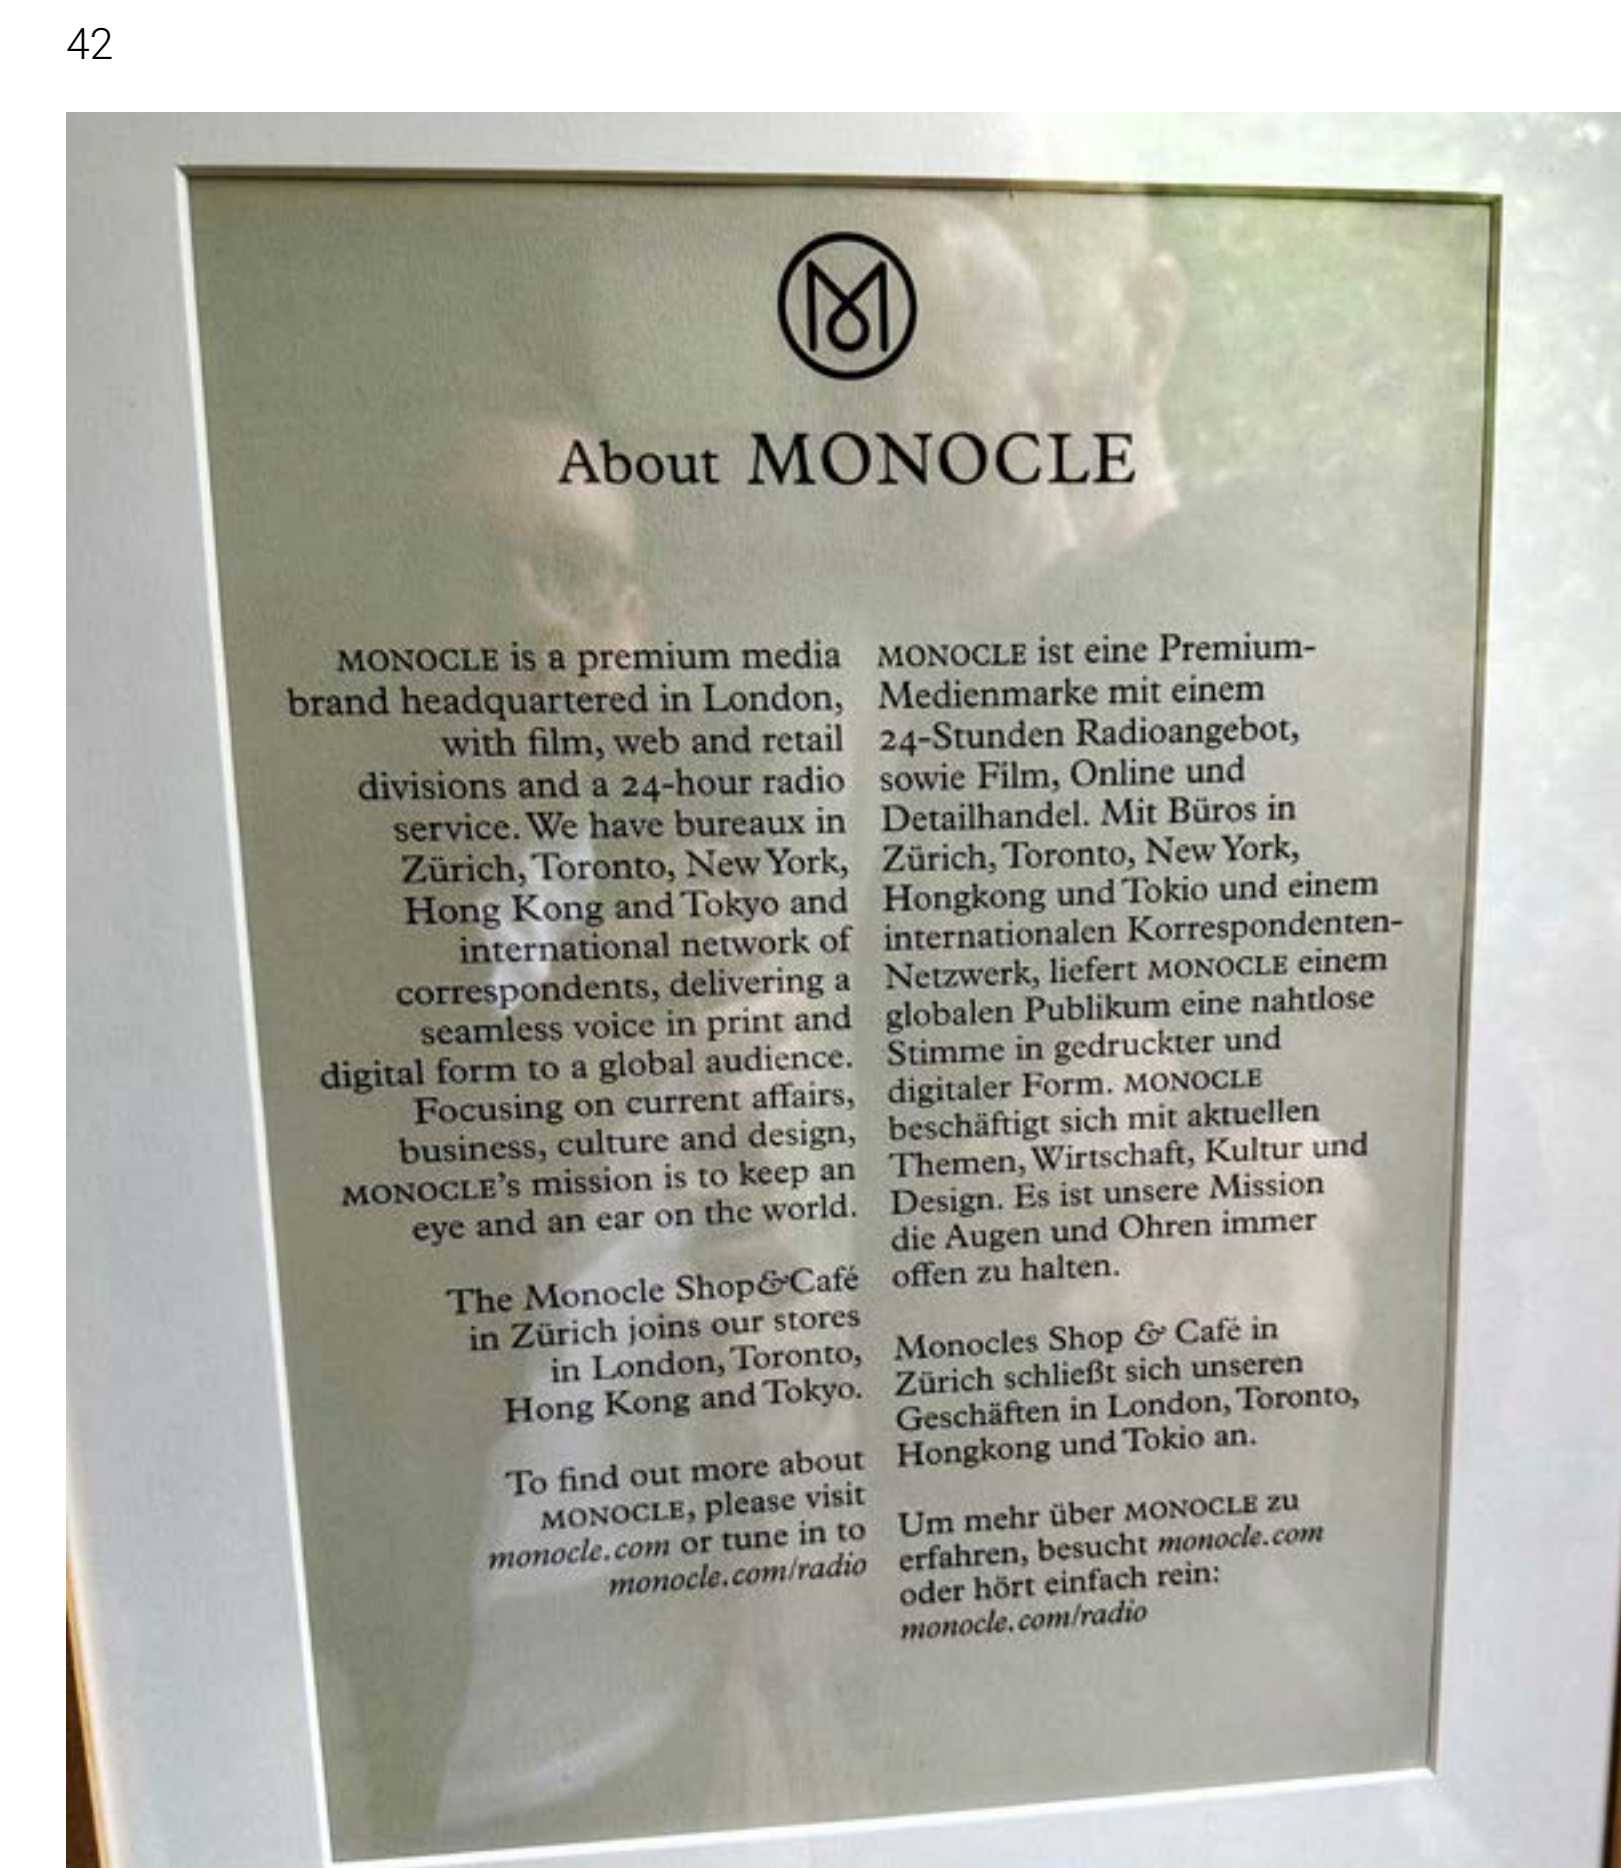 42
About MONOCLE
MONOCLE is a premium media
brand headquartered in London,
with film, web and retail
divisions and a 24-hour radio
service. We have bureaux in
Zürich, Toronto, New York,
Hong Kong and Tokyo and
international network of
correspondents, delivering a
seamless voice in print and
digital form to a global audience.
Focusing on current affairs,
business, culture and design,
MONOCLE's mission is to keep an
eye and an ear on the world.
The Monocle Shop&Café
in Zürich joins our stores
in London, Toronto,
Hong Kong and Tokyo.
To find out more about
MONOCLE, please visit
monocle.com or tune in to
monocle.com/radio
MONOCLE ist eine Premium-
Medienmarke mit einem
24-Stunden Radioangebot,
sowie Film, Online und
Detailhandel. Mit Büros in
Zürich, Toronto, New York,
Hongkong und Tokio und einem
internationalen Korrespondenten-
Netzwerk, liefert MONOCLE einem
globalen Publikum eine nahtlose
Stimme in gedruckter und
digitaler Form. MONOCLE
beschäftigt sich mit aktuellen
Themen, Wirtschaft, Kultur und
Design. Es ist unsere Mission
die Augen und Ohren immer
offen zu halten.
Monocles Shop & Café in
Zürich schließt sich unseren
Geschäften in London, Toronto,
Hongkong und Tokio an.
Um mehr über MONOCLE zu
erfahren, besucht monocle.com
oder hört einfach rein:
monocle.com/radio